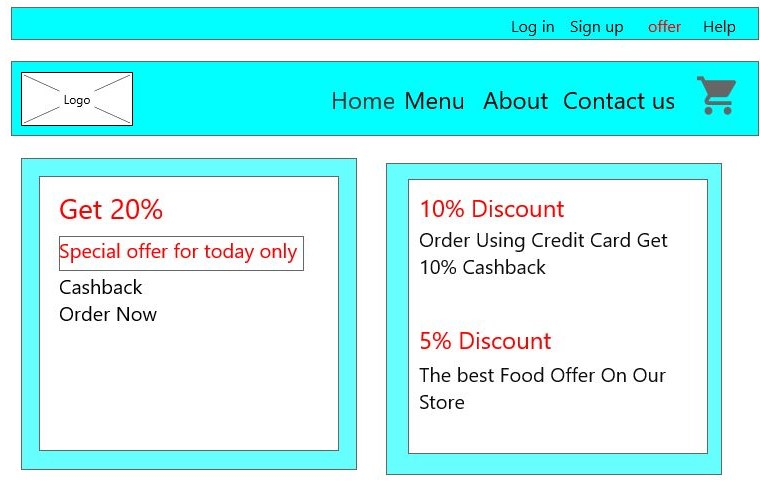 Log in Sign up offer Help
Logo
Home Menu About Contact us
Get 20%
Special offer for today only
Cashback
Order Now
10% Discount
Order Using Credit Card Get
10% Cashback
5% Discount
The best Food Offer On Our
Store